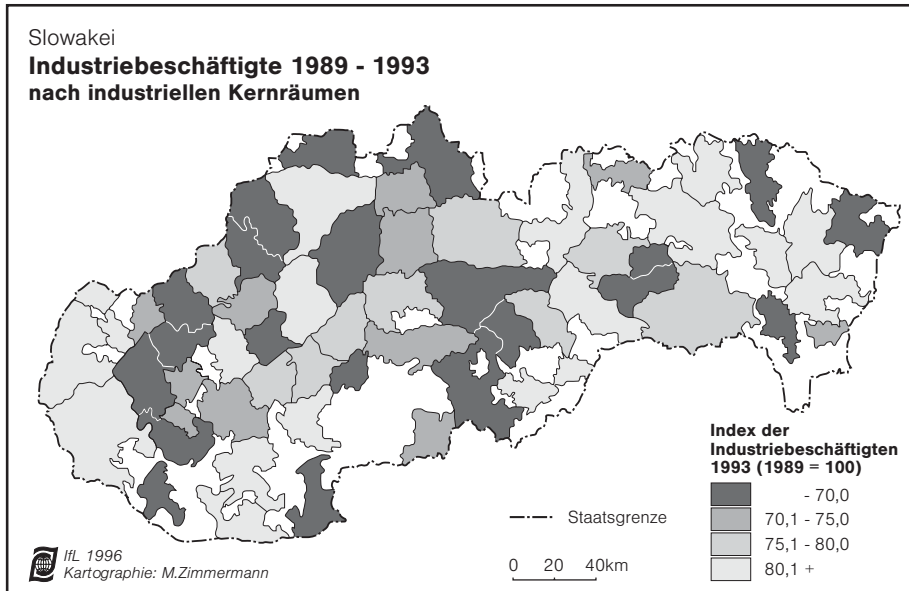 Slowakei
Industriebeschäftigte 1989 - 1993
nach industriellen Kernräumen
Index der
Industriebeschäftigten
1993 (1989 = 100)
- 70,0
70,1 - 75,0
75,1 - 80,0
80,1 +
Staatsgrenze
0 20 40km
IfL 1996
Kartographie: M.Zimmermann